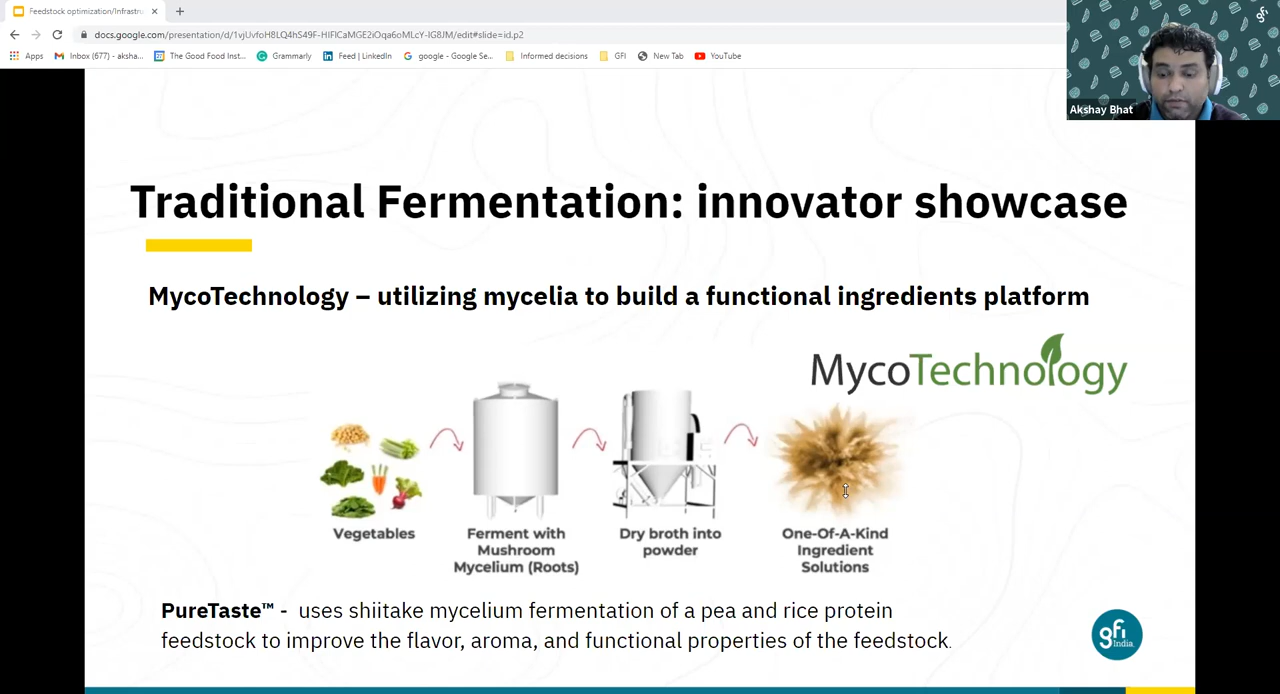 Feedstock optimization/Infrastru
docs.google.com/presentation/d/1vjUvfoH8LQ4hS49F-HIFlCaMGE2iOqa6oMLcY-IG8JM/edit#slide=id.p2
Apps
Inbox (677) - aksha...
The Good Food Inst...
Grammarly
Feed | LinkedIn
google - Google Se...
Informed decisions
GFI
New Tab
YouTube
gfi
Akshay Bhat
Traditional Fermentation: innovator showcase
MycoTechnology – utilizing mycelia to build a functional ingredients platform
MycoTechnology
Vegetables
Ferment with
Mushroom
Mycelium (Roots)
Dry broth into
powder
One-Of-A-Kind
Ingredient
Solutions
PureTaste™ - uses shiitake mycelium fermentation of a pea and rice protein
feedstock to improve the flavor, aroma, and functional properties of the feedstock.
gfi
India.